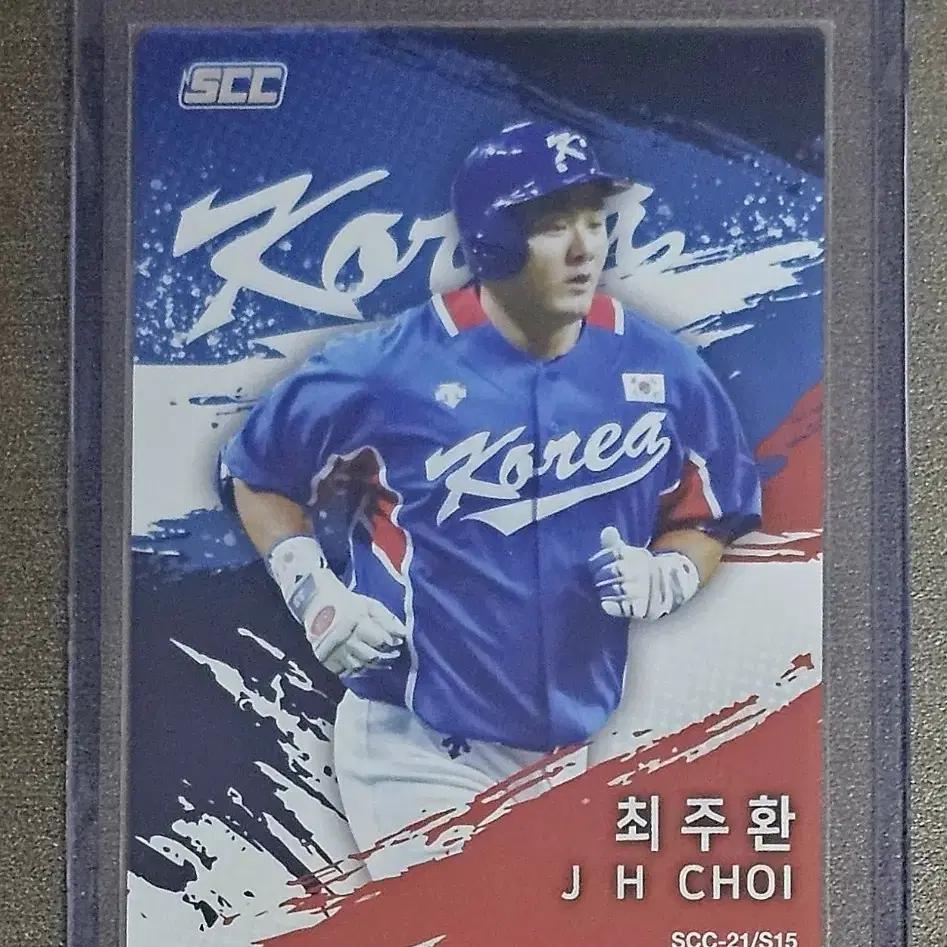 SCC
Korea
K
Korea
최주환
J H CHOI
SCC-21/S15